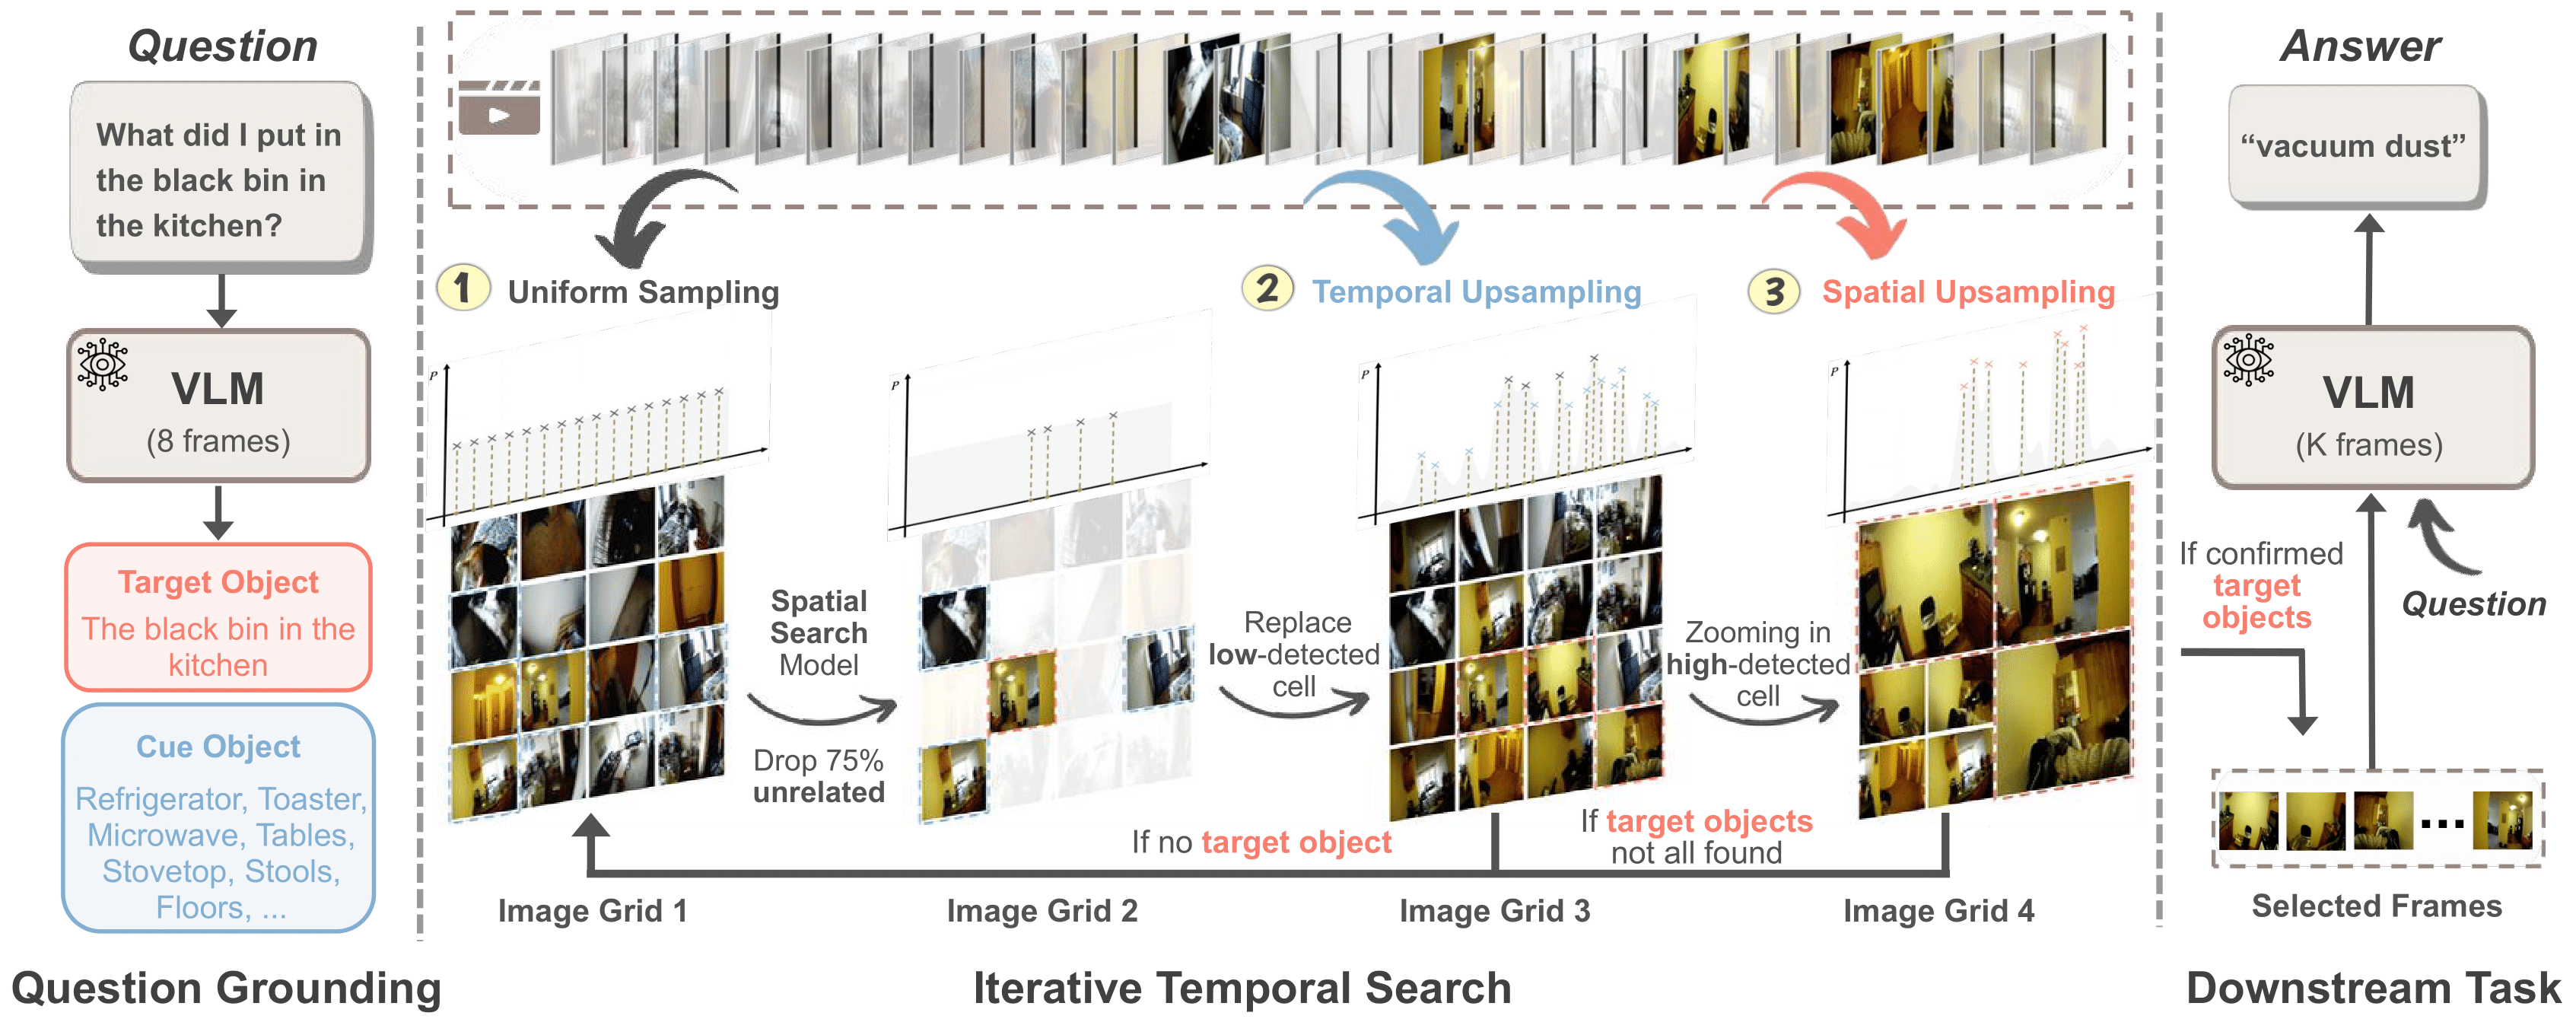 Question
What did I put in
the black bin in
the kitchen?
VLM
(8 frames)
Target Object
The black bin in the
kitchen
Cue Object
Refrigerator, Toaster,
Microwave, Tables,
Stovetop, Stools,
Floors, ...
Question Grounding
1 Uniform Sampling
2 Temporal Upsampling
3 Spatial Upsampling
P
P
P
P
Spatial
Search
Model
Drop 75%
unrelated
Replace
low-detected
cell
Zooming in
high-detected
cell
If no target object
If target objects
not all found
Image Grid 1
Image Grid 2
Image Grid 3
Image Grid 4
Iterative Temporal Search
Answer
“vacuum dust”
VLM
(K frames)
If confirmed
target
objects
Question
...
Selected Frames
Downstream Task